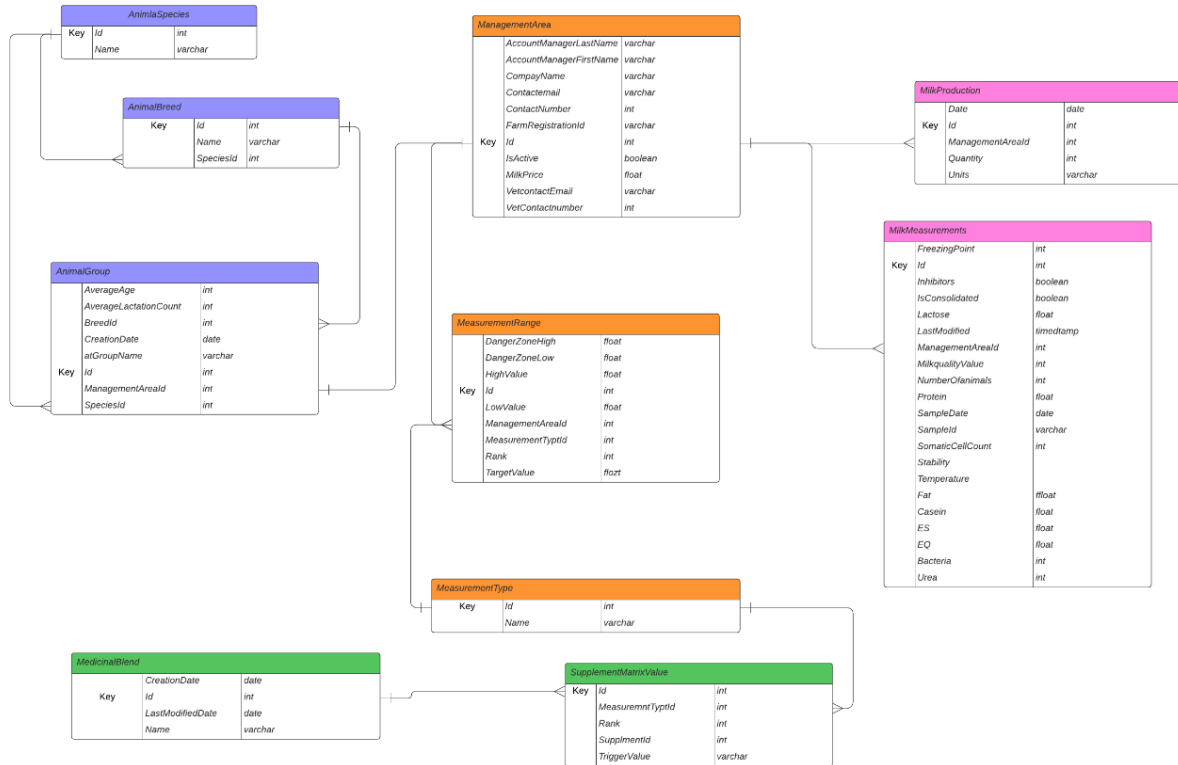 AnimlaSpecies
Key Id int
Name varchar
AnimalBreed
Key Id int
Name varchar
SpeciesId int
AnimalGroup
AverageAge int
AverageLactationCount int
BreedId int
CreationDate date
atGroupName varchar
Key Id int
ManagementAreaId int
SpeciesId int
ManagementArea
AccountManagerLastName varchar
AccountManagerFirstName varchar
CompayName varchar
Contactemail varchar
ContactNumber int
FarmRegistrationId varchar
Key Id int
IsActive boolean
MilkPrice float
VetcontactEmail varchar
VetContactnumber int
MeasurementRange
DangerZoneHigh float
DangerZoneLow float
HighValue float
Key Id int
LowValue float
ManagementAreaId int
MeasurementTyptId int
Rank int
TargetValue flozt
MeasurementType
Key Id int
Name varchar
MilkProduction
Date date
Key Id int
ManagementAreaId int
Quantity int
Units varchar
MilkMeasurements
FreezingPoint int
Key Id int
Inhibitors boolean
IsConsolidated boolean
Lactose float
LastModified timedtamp
ManagementAreaId int
MilkqualityValue int
NumberOfanimals int
Protein float
SampleDate date
SampleId varchar
SomaticCellCount int
Stability
Temperature
Fat ffloat
Casein float
ES float
EQ float
Bacteria int
Urea int
MedicinalBlend
CreationDate date
Key Id int
LastModifiedDate date
Name varchar
SupplementMatrixValue
Key Id int
MeasuremntTyptId int
Rank int
SupplmentId int
TriggerValue varchar